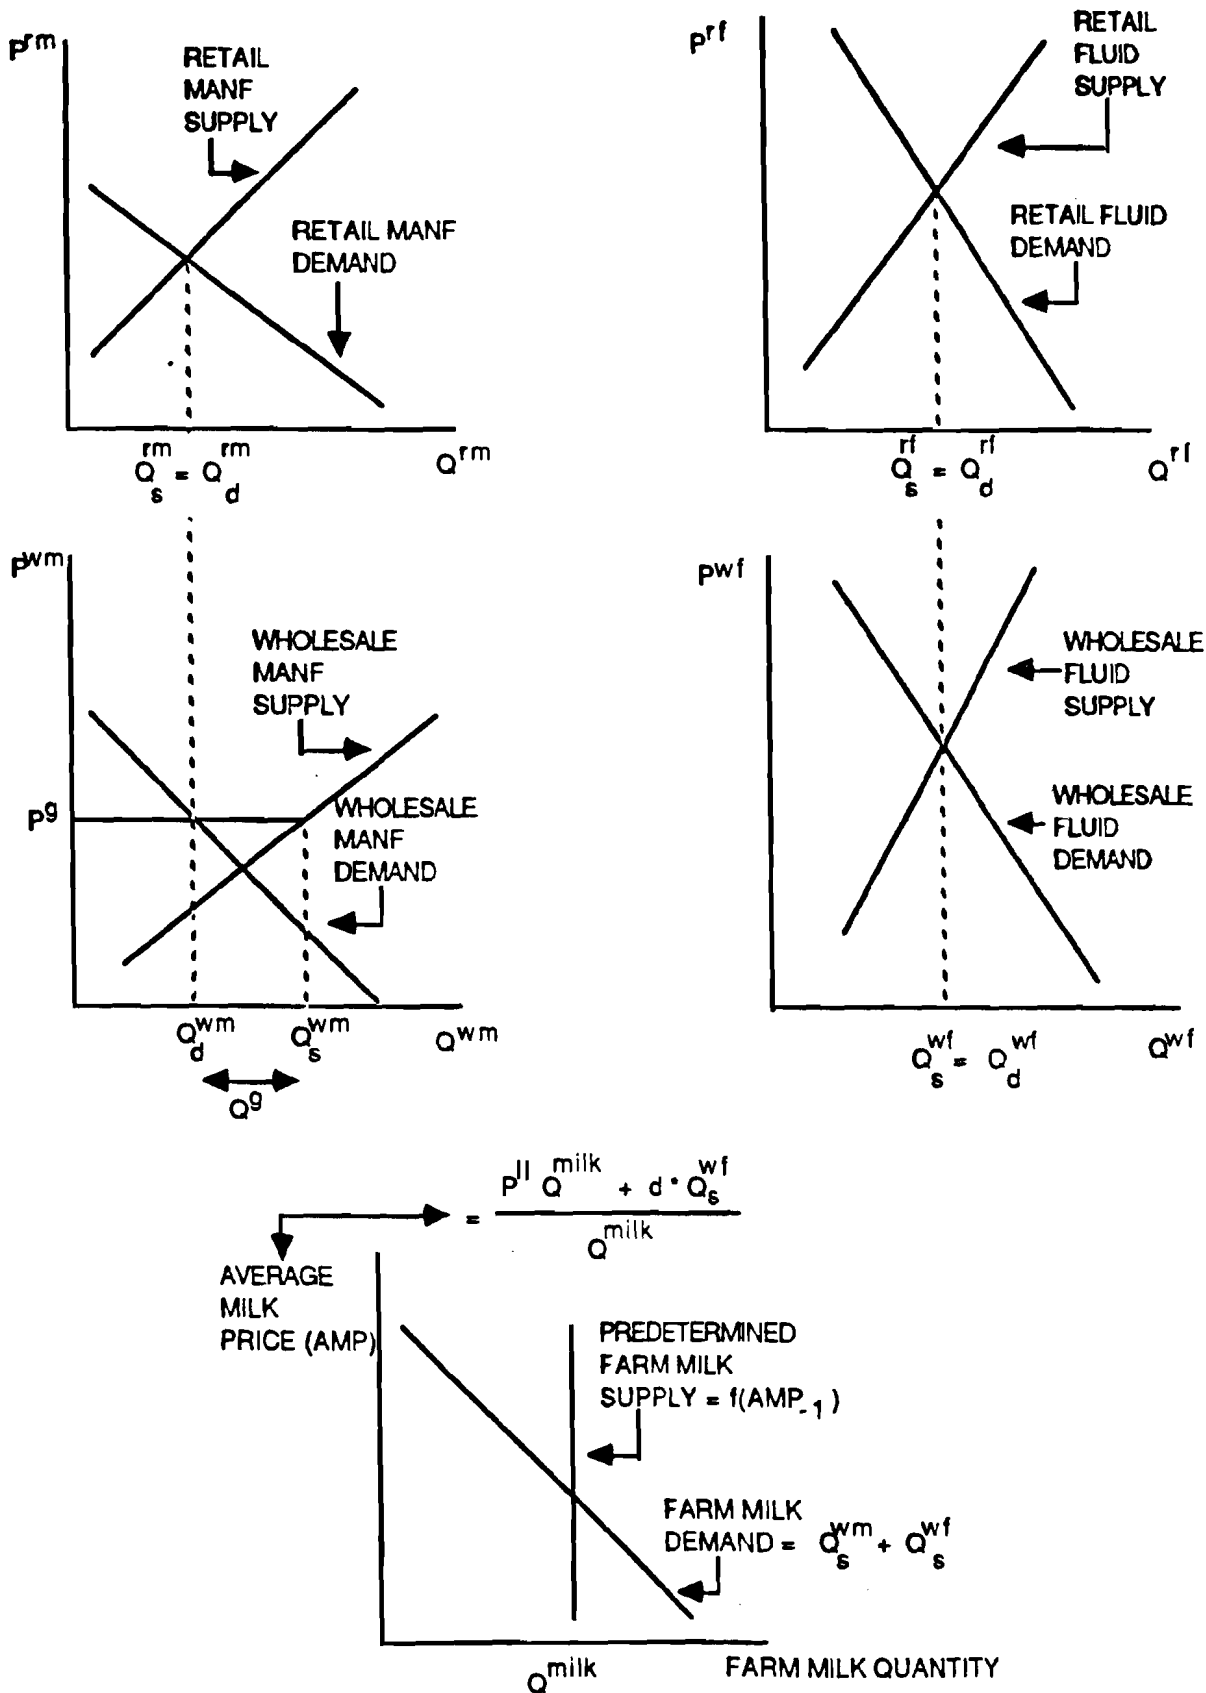 P^rm
RETAIL
MANF
SUPPLY
RETAIL MANF
DEMAND
Q_s^rm = Q_d^rm
Q^rm
P^rf
RETAIL
FLUID
SUPPLY
RETAIL FLUID
DEMAND
Q_s^rf = Q_d^rf
Q^rf
P^wm
WHOLESALE
MANF
SUPPLY
P^g
WHOLESALE
MANF
DEMAND
Q_d^wm
Q_s^wm
Q^wm
Q^g
P^wf
WHOLESALE
FLUID
SUPPLY
WHOLESALE
FLUID
DEMAND
Q_s^wf = Q_d^wf
Q^wf
= P^II Q^milk + d · Q_s^wf
Q^milk
AVERAGE
MILK
PRICE (AMP)
PREDETERMINED
FARM MILK
SUPPLY = f(AMP_-1)
FARM MILK
DEMAND = Q_s^wm + Q_s^wf
Q^milk
FARM MILK QUANTITY